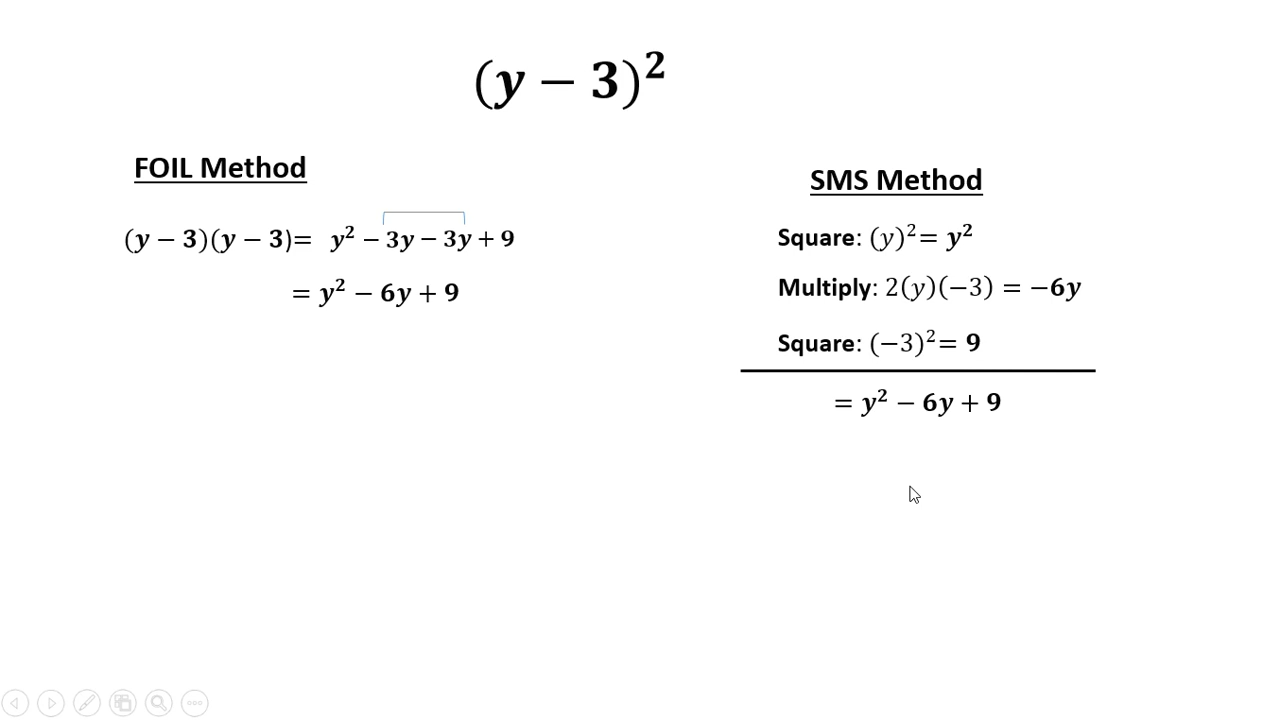 (y − 3)²
FOIL Method
(y − 3)(y − 3)= y² − 3y − 3y + 9
= y² − 6y + 9
SMS Method
Square: (y)²= y²
Multiply: 2(y)(−3) = −6y
Square: (−3)²= 9
= y² − 6y + 9